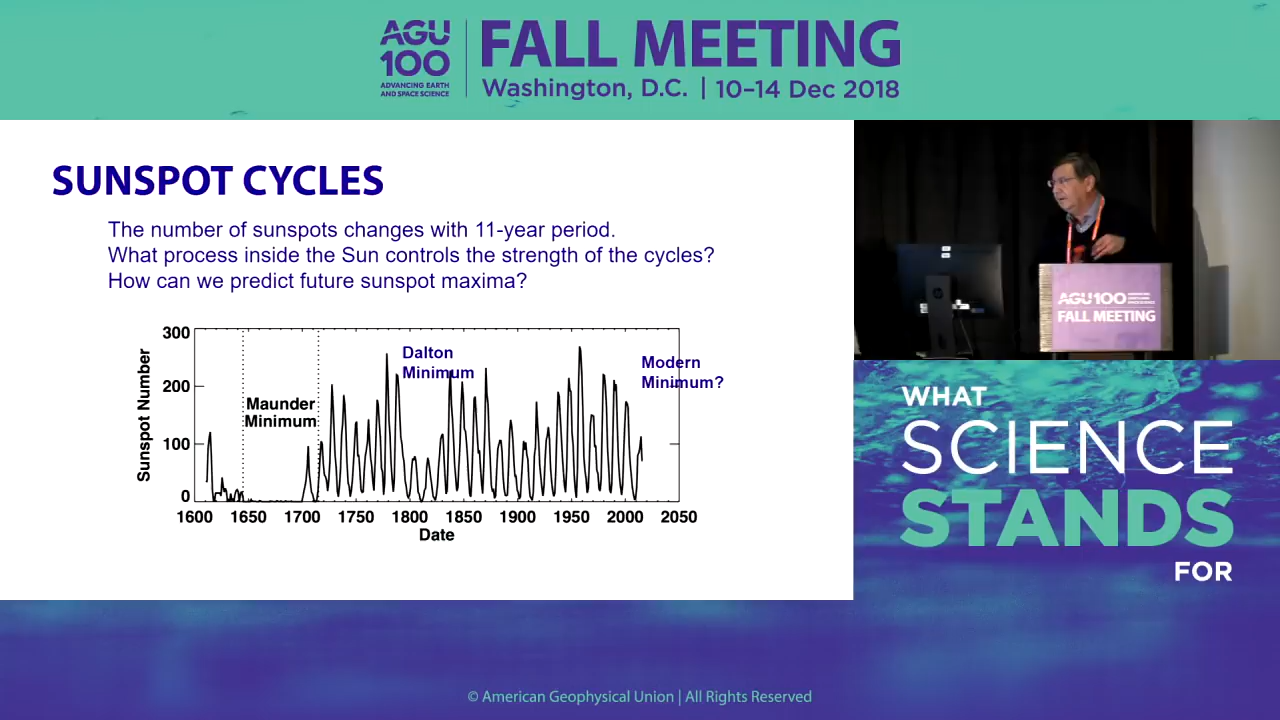 AGU
100
ADVANCING EARTH
AND SPACE SCIENCE
FALL MEETING
Washington, D.C. | 10–14 Dec 2018
SUNSPOT CYCLES
The number of sunspots changes with 11-year period.
What process inside the Sun controls the strength of the cycles?
How can we predict future sunspot maxima?
Sunspot Number
300
200
100
0
Maunder
Minimum
Dalton
Minimum
Modern
Minimum?
1600 1650 1700 1750 1800 1850 1900 1950 2000 2050
Date
AGU100
FALL MEETING
WHAT
SCIENCE
STANDS
FOR
© American Geophysical Union | All Rights Reserved